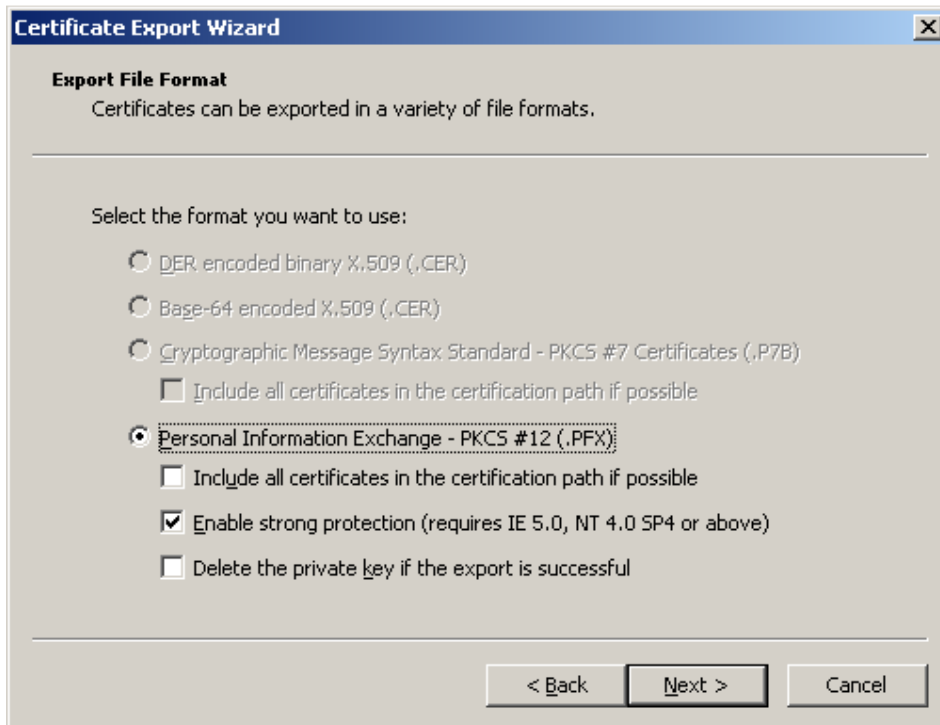 Certificate Export Wizard
Export File Format
Certificates can be exported in a variety of file formats.
Select the format you want to use:
DER encoded binary X.509 (.CER)
Base-64 encoded X.509 (.CER)
Cryptographic Message Syntax Standard - PKCS #7 Certificates (.P7B)
Include all certificates in the certification path if possible
Personal Information Exchange - PKCS #12 (.PFX)
Include all certificates in the certification path if possible
Enable strong protection (requires IE 5.0, NT 4.0 SP4 or above)
Delete the private key if the export is successful
< Back Next > Cancel